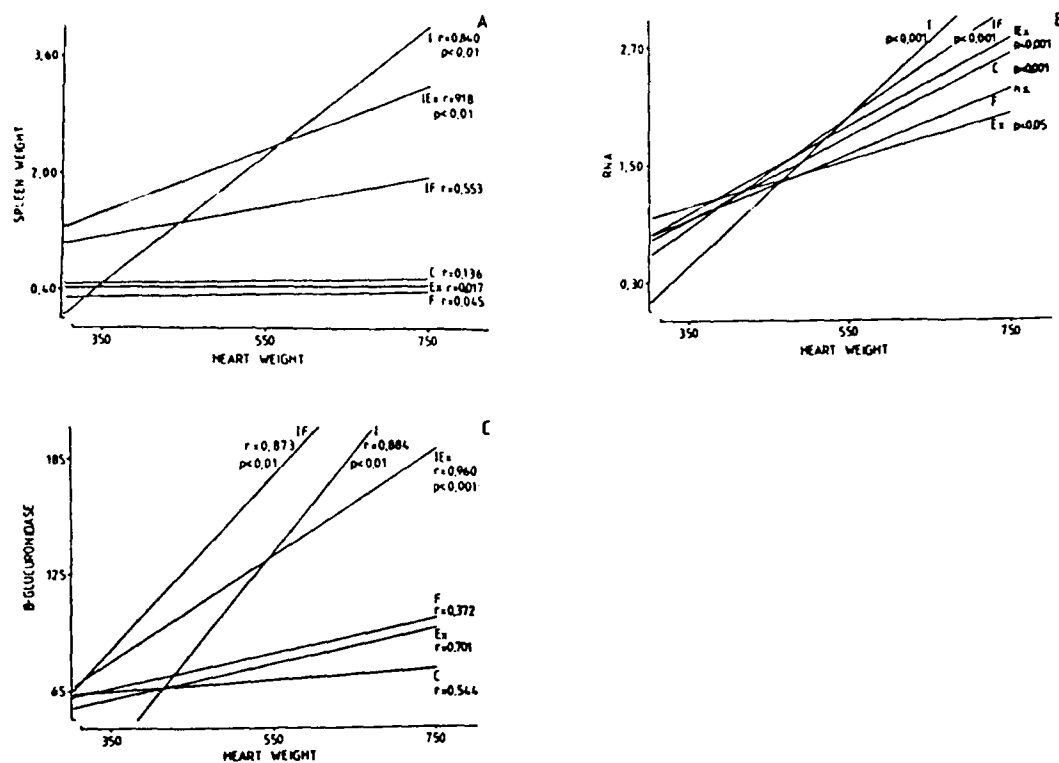 A
I r=0,840
p<0,01
3,60
IEx r=918
p<0,01
2,00
IF r=0,553
C r=0,136
Ex r=0,017
F r=0,045
0,40
SPLEEN WEIGHT
350 550 750
HEART WEIGHT
B
I
p<0,001
IF
p<0,001
IEx
p<0,001
C p<0,001
n.s.
F
Ex p<0,05
2,70
1,50
0,30
RNA
350 550 750
HEART WEIGHT
C
IF
r=0,873
p<0,01
I
r=0,884
p<0,01
IEx
r=0,960
p<0,001
185
125
65
F
r=0,372
Ex
r=0,701
C
r=0,544
B-GLUCURONIDASE
350 550 750
HEART WEIGHT